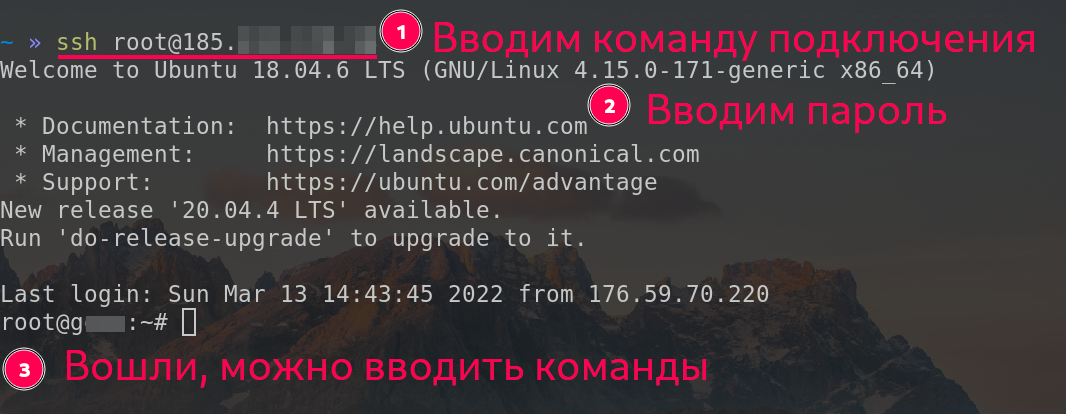 ~ » ssh root@185. 1 Вводим команду подключения
Welcome to Ubuntu 18.04.6 LTS (GNU/Linux 4.15.0-171-generic x86_64)
2 Вводим пароль
* Documentation: https://help.ubuntu.com
* Management: https://landscape.canonical.com
* Support: https://ubuntu.com/advantage
New release '20.04.4 LTS' available.
Run 'do-release-upgrade' to upgrade to it.
Last login: Sun Mar 13 14:43:45 2022 from 176.59.70.220
root@g :~#
3 Вошли, можно вводить команды